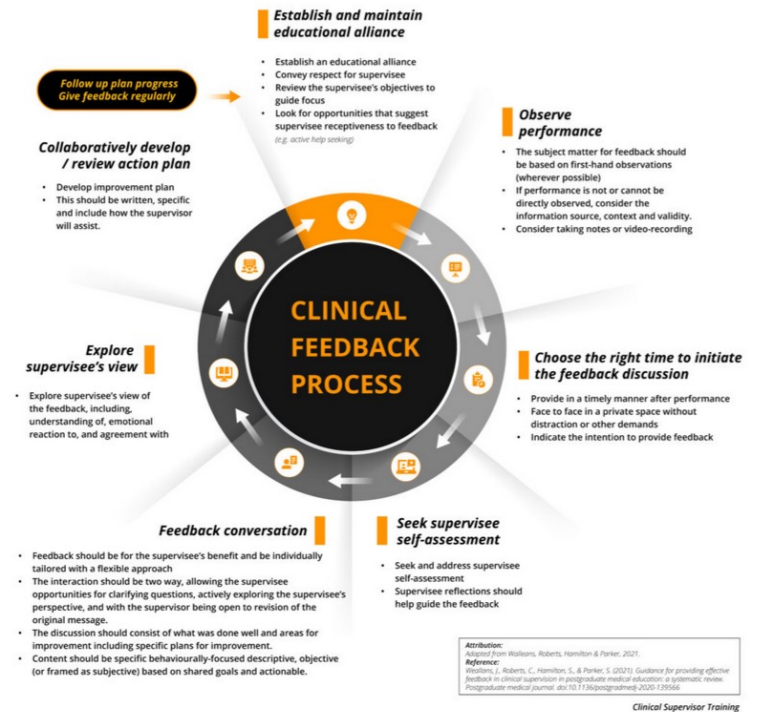 Establish and maintain
educational alliance
• Establish an educational alliance
• Convey respect for supervisee
• Review the supervisee's objectives to
guide focus
• Look for opportunities that suggest
supervisee receptiveness to feedback
(e.g. active help seeking)
Observe
performance
• The subject matter for feedback should
be based on first-hand observations
(wherever possible)
• If performance is not or cannot be
directly observed, consider the
information source, context and validity.
• Consider taking notes or video-recording
Choose the right time to initiate
the feedback discussion
• Provide in a timely manner after performance
• Face to face in a private space without
distraction or other demands
• Indicate the intention to provide feedback
Seek supervisee
self-assessment
• Seek and address supervisee
self-assessment
• Supervisee reflections should
help guide the feedback
Feedback conversation
• Feedback should be for the supervisee's benefit and be individually
tailored with a flexible approach
• The interaction should be two way, allowing the supervisee
opportunities for clarifying questions, actively exploring the supervisee's
perspective, and with the supervisor being open to revision of the
original message.
• The discussion should consist of what was done well and areas for
improvement including specific plans for improvement.
• Content should be specific behaviourally-focused descriptive, objective
(or framed as subjective) based on shared goals and actionable.
Explore
supervisee's view
• Explore supervisee's view of
the feedback, including,
understanding of, emotional
reaction to, and agreement with
Collaboratively develop
/ review action plan
• Develop improvement plan
• This should be written, specific
and include how the supervisor
will assist.
Follow up plan progress
Give feedback regularly
CLINICAL
FEEDBACK
PROCESS
Attribution:
Adapted from Walleans, Roberts, Hamilton & Parker, 2021.
Reference:
Weallans, J., Roberts, C., Hamilton, S., & Parker, S. (2021). Guidance for providing effective
feedback in clinical supervision in postgraduate medical education: a systematic review.
Postgraduate medical journal. doi:10.1136/postgradmedj-2020-139566
Clinical Supervisor Training